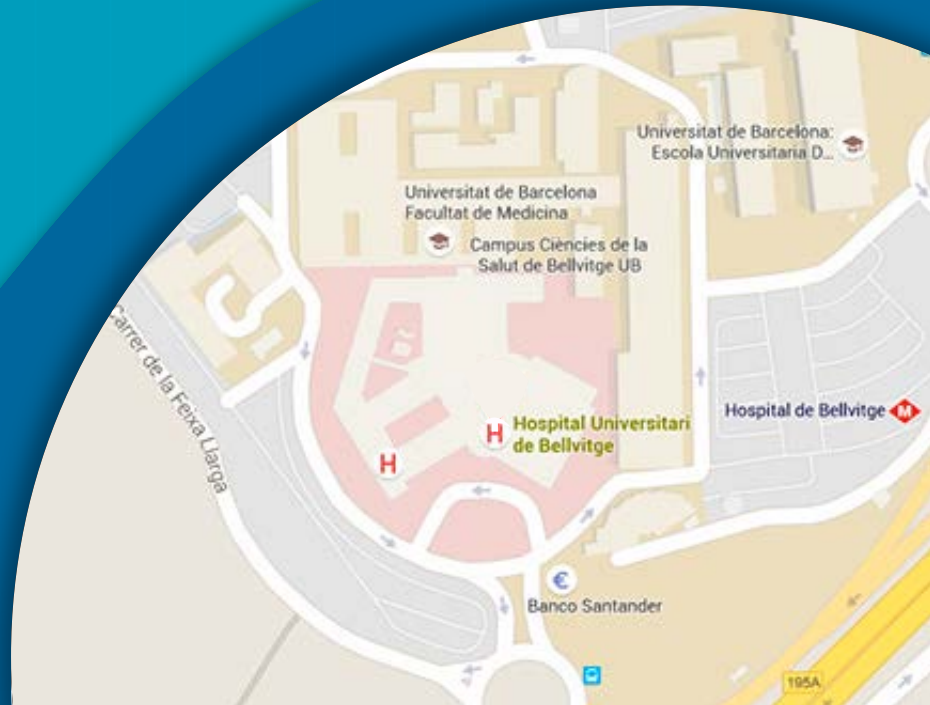 Universitat de Barcelona:
Escola Universitaria D...
Universitat de Barcelona
Facultat de Medicina
Campus Ciències de la
Salut de Bellvitge UB
Carrer de la Feixa Llarga
Hospital de Bellvitge M
H Hospital Universitari
de Bellvitge
H
€
Banco Santander
195A